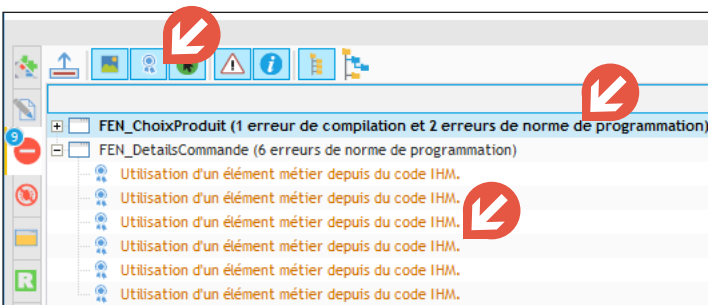 FEN_ChoixProduit (1 erreur de compilation et 2 erreurs de norme de programmation)
9
FEN_DetailsCommande (6 erreurs de norme de programmation)
Utilisation d'un élément métier depuis du code IHM.
Utilisation d'un élément métier depuis du code IHM.
Utilisation d'un élément métier depuis du code IHM.
Utilisation d'un élément métier depuis du code IHM.
Utilisation d'un élément métier depuis du code IHM.
R
Utilisation d'un élément métier depuis du code IHM.